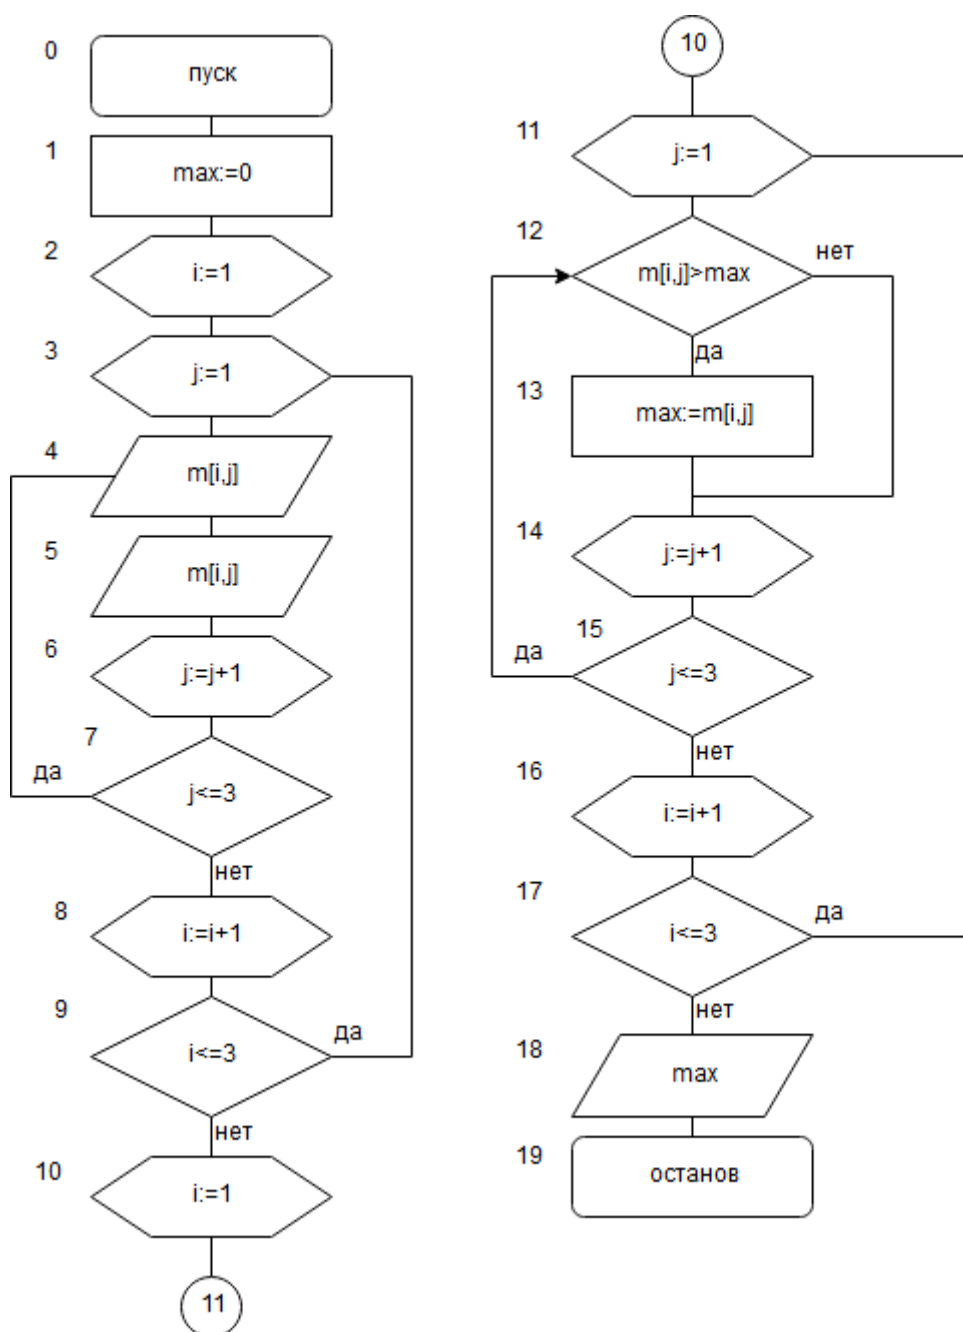 0
пуск
1
max:=0
2
i:=1
3
j:=1
4
m[i,j]
5
m[i,j]
6
j:=j+1
7
да
j<=3
нет
8
i:=i+1
9
да
i<=3
нет
10
i:=1
11
10
11
j:=1
12
нет
m[i,j]>max
да
13
max:=m[i,j]
14
j:=j+1
15
да
j<=3
нет
16
i:=i+1
17
да
i<=3
нет
18
max
19
останов